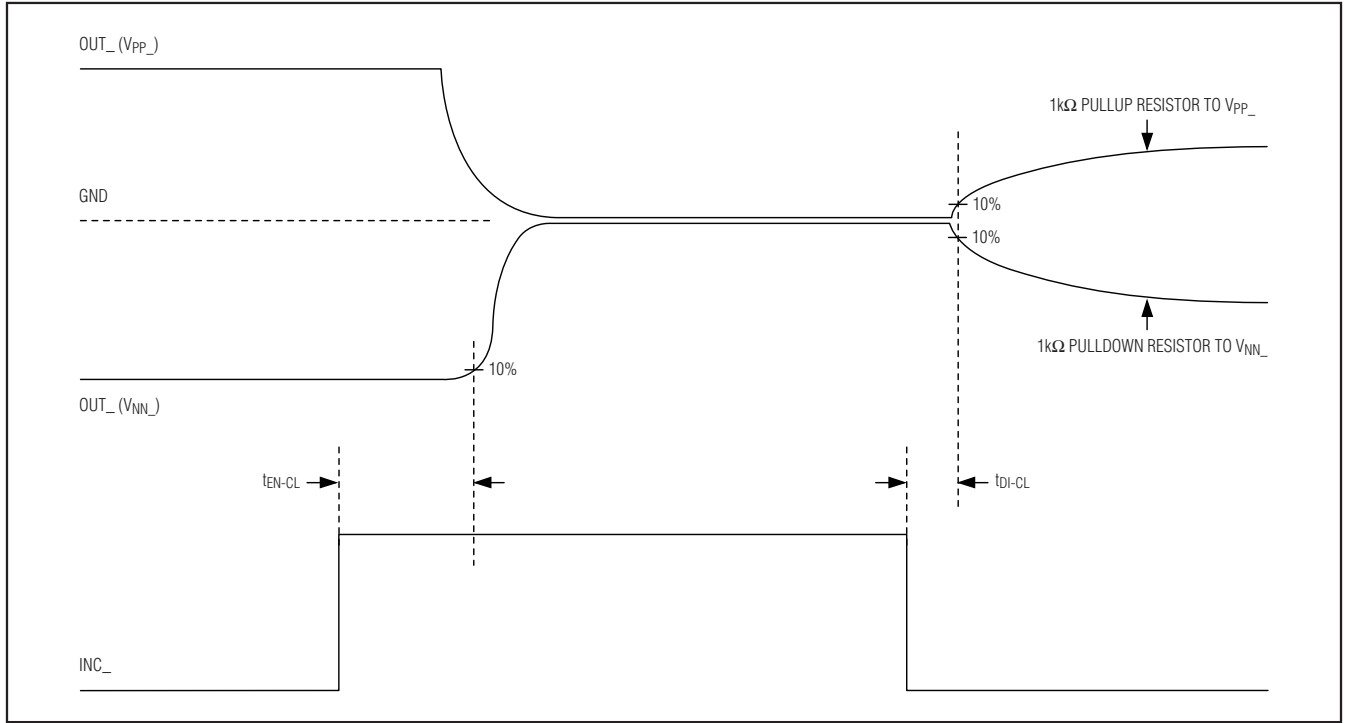 OUT_ (VPP_)
1kΩ PULLUP RESISTOR TO VPP_
GND
10%
10%
1kΩ PULLDOWN RESISTOR TO VNN_
10%
OUT_ (VNN_)
tEN-CL
tDI-CL
INC_